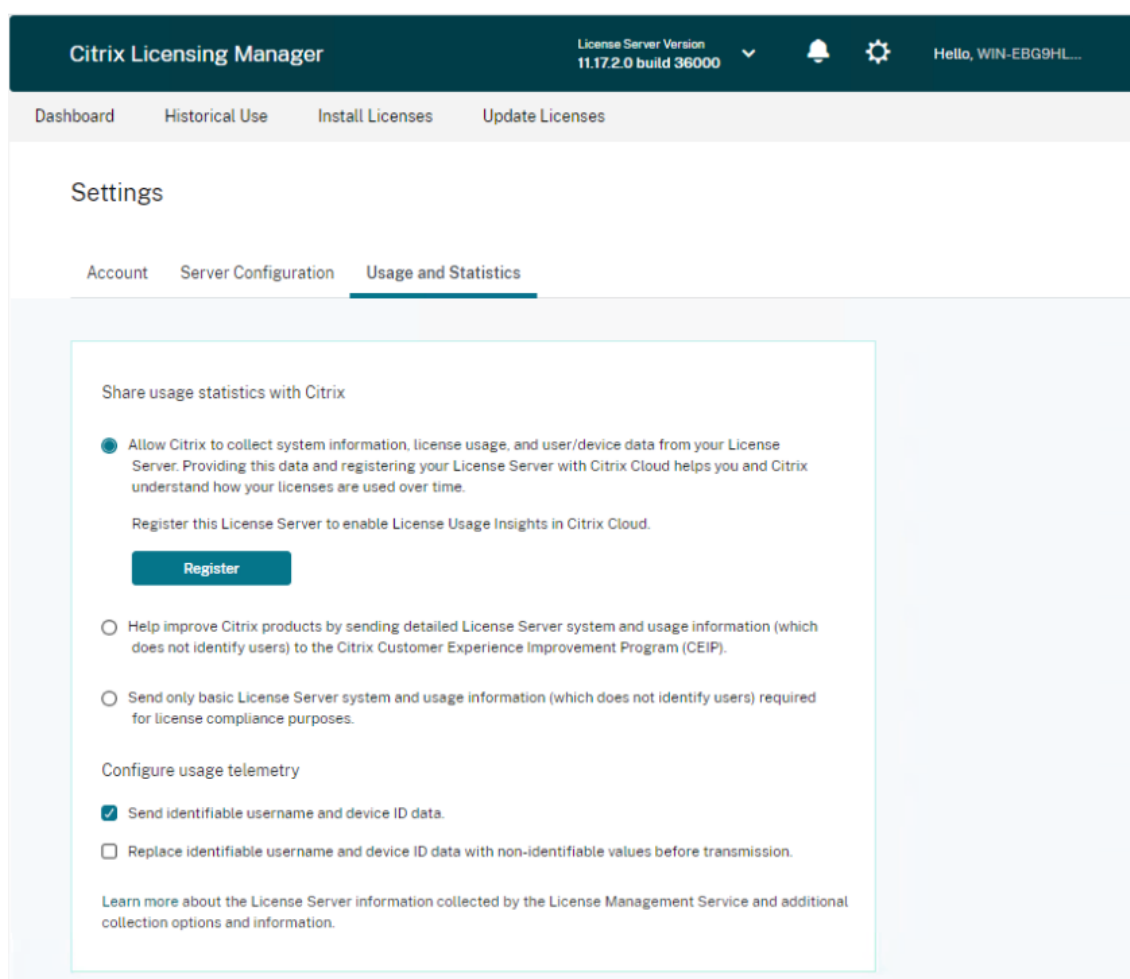 Citrix Licensing Manager
License Server Version
11.17.2.0 build 36000
Hello, WIN-EBG9HL...
Dashboard Historical Use Install Licenses Update Licenses
Settings
Account Server Configuration Usage and Statistics
Share usage statistics with Citrix
Allow Citrix to collect system information, license usage, and user/device data from your License
Server. Providing this data and registering your License Server with Citrix Cloud helps you and Citrix
understand how your licenses are used over time.
Register this License Server to enable License Usage Insights in Citrix Cloud.
Register
Help improve Citrix products by sending detailed License Server system and usage information (which
does not identify users) to the Citrix Customer Experience Improvement Program (CEIP).
Send only basic License Server system and usage information (which does not identify users) required
for license compliance purposes.
Configure usage telemetry
Send identifiable username and device ID data.
Replace identifiable username and device ID data with non-identifiable values before transmission.
Learn more about the License Server information collected by the License Management Service and additional
collection options and information.